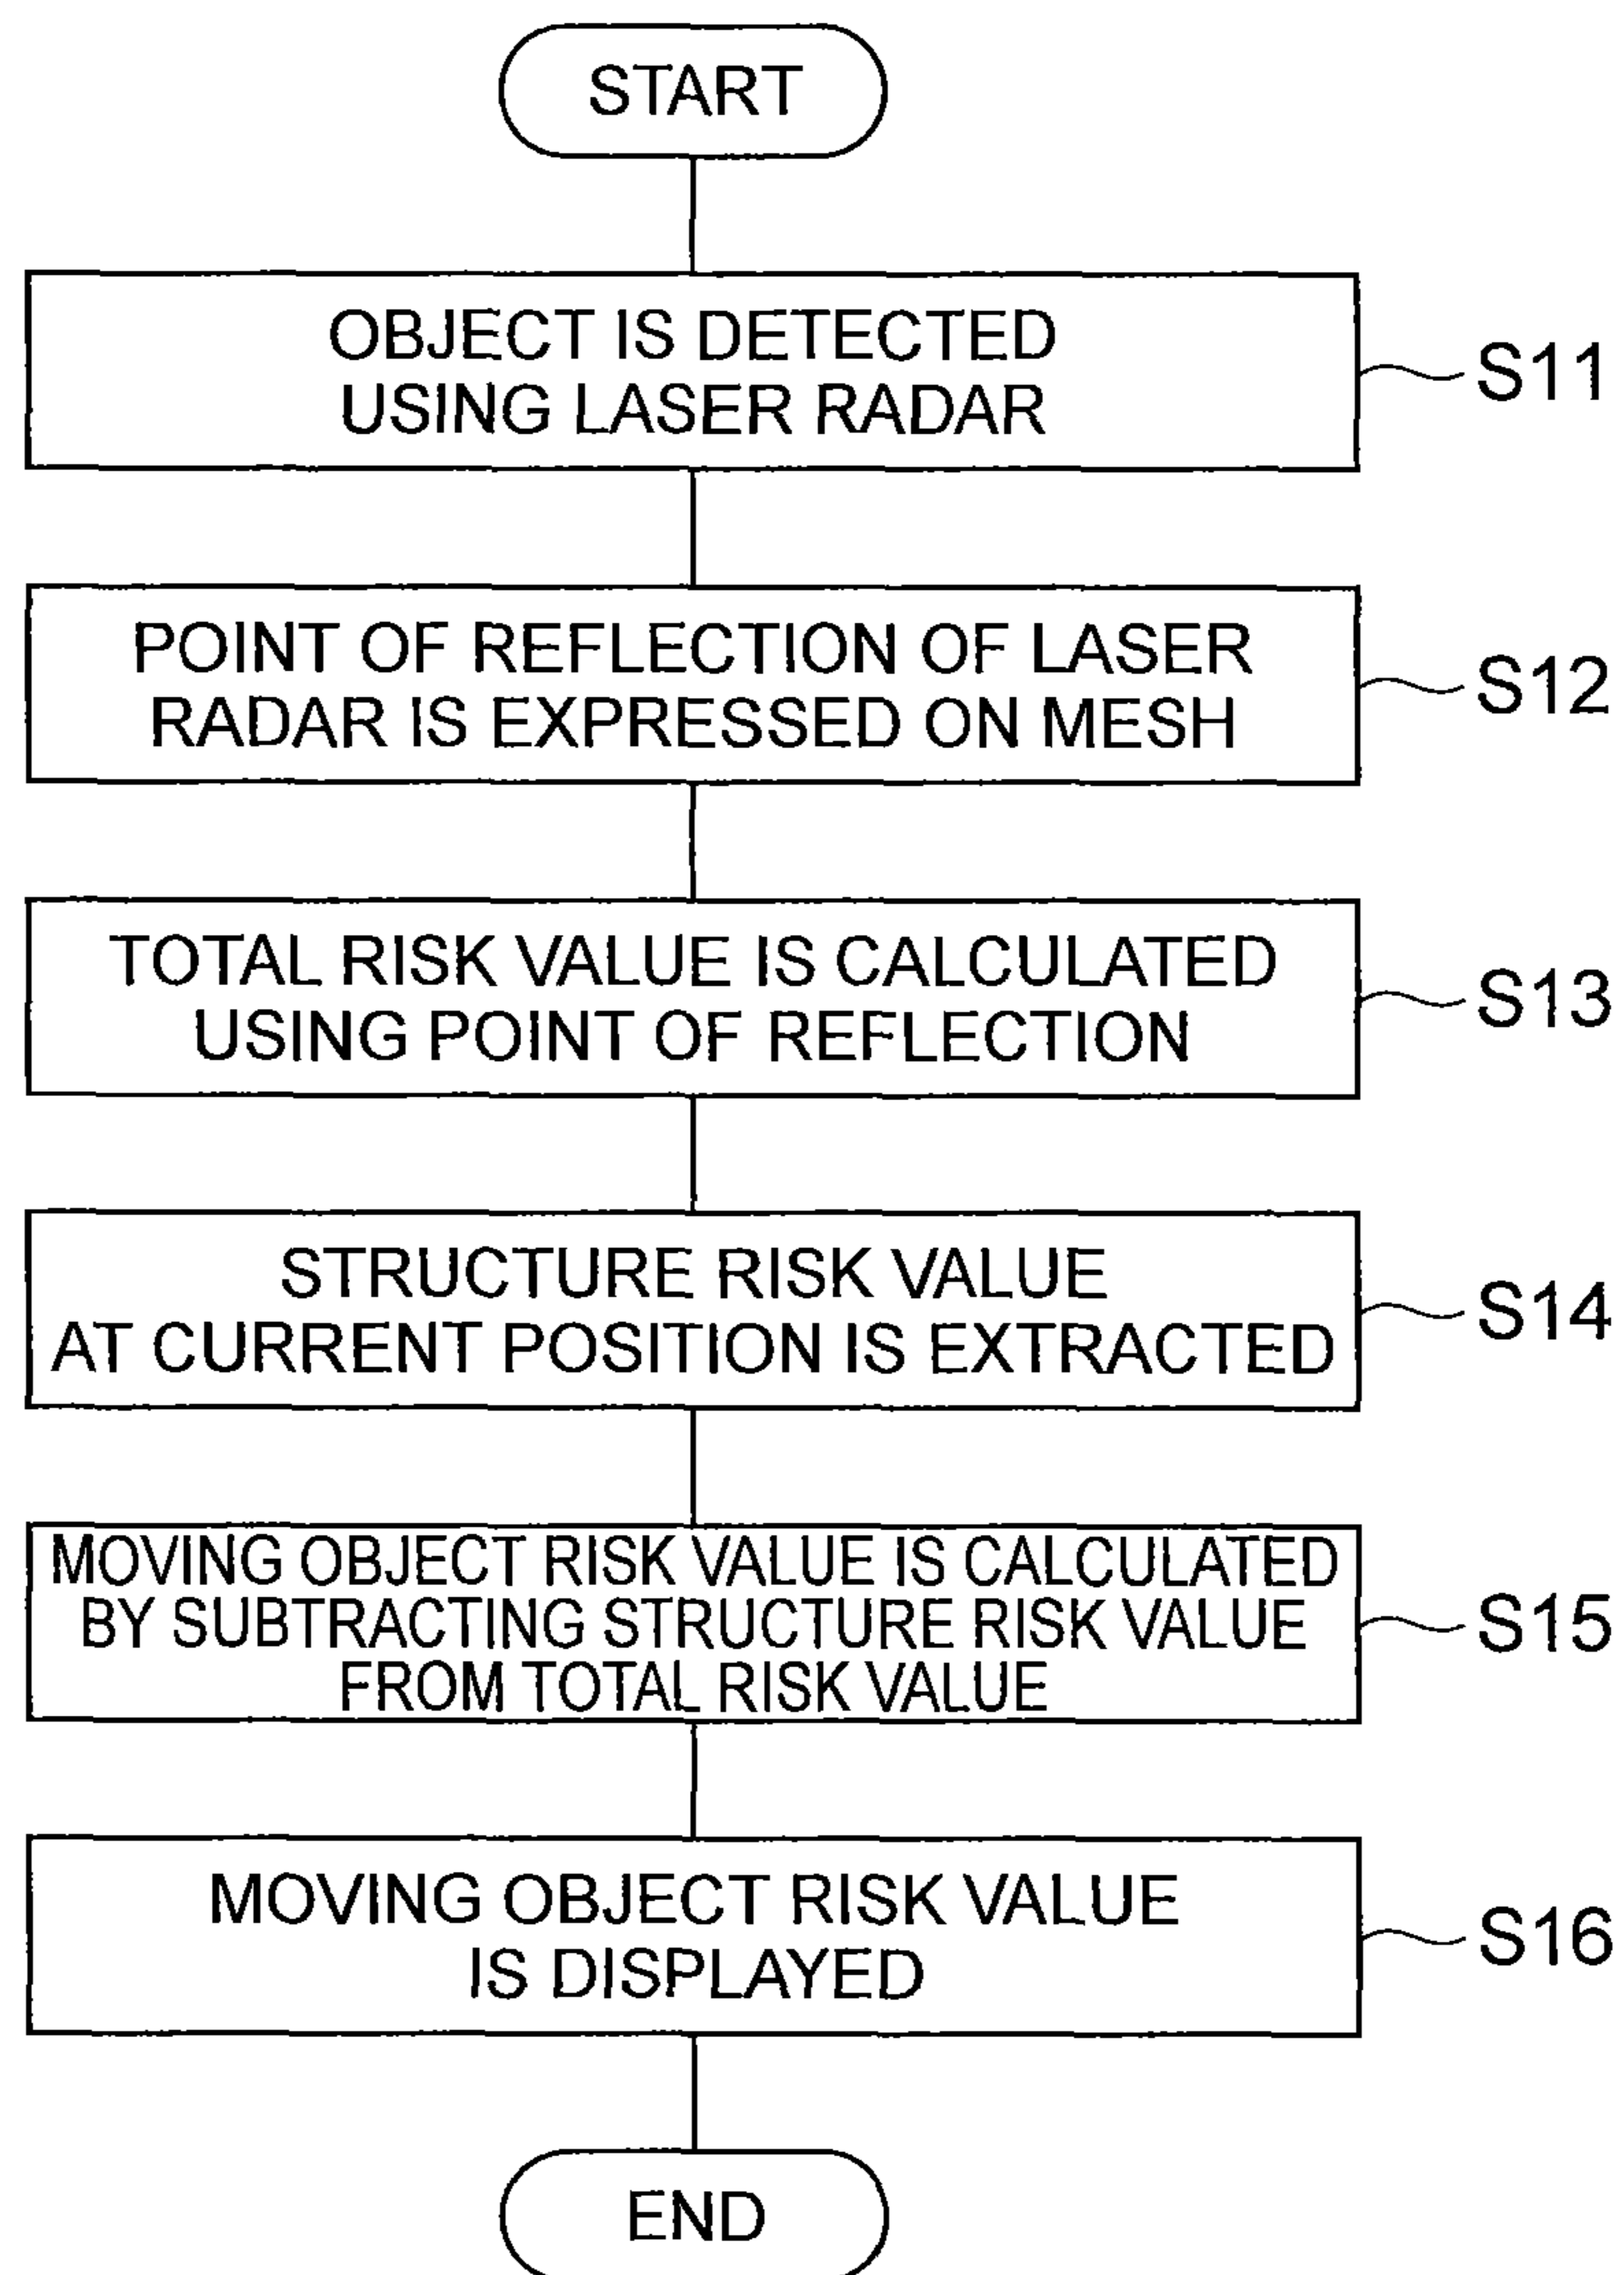 START
OBJECT IS DETECTED
USING LASER RADAR
S11
POINT OF REFLECTION OF LASER
RADAR IS EXPRESSED ON MESH
S12
TOTAL RISK VALUE IS CALCULATED
USING POINT OF REFLECTION
S13
STRUCTURE RISK VALUE
AT CURRENT POSITION IS EXTRACTED
S14
MOVING OBJECT RISK VALUE IS CALCULATED
BY SUBTRACTING STRUCTURE RISK VALUE
FROM TOTAL RISK VALUE
S15
MOVING OBJECT RISK VALUE
IS DISPLAYED
S16
END